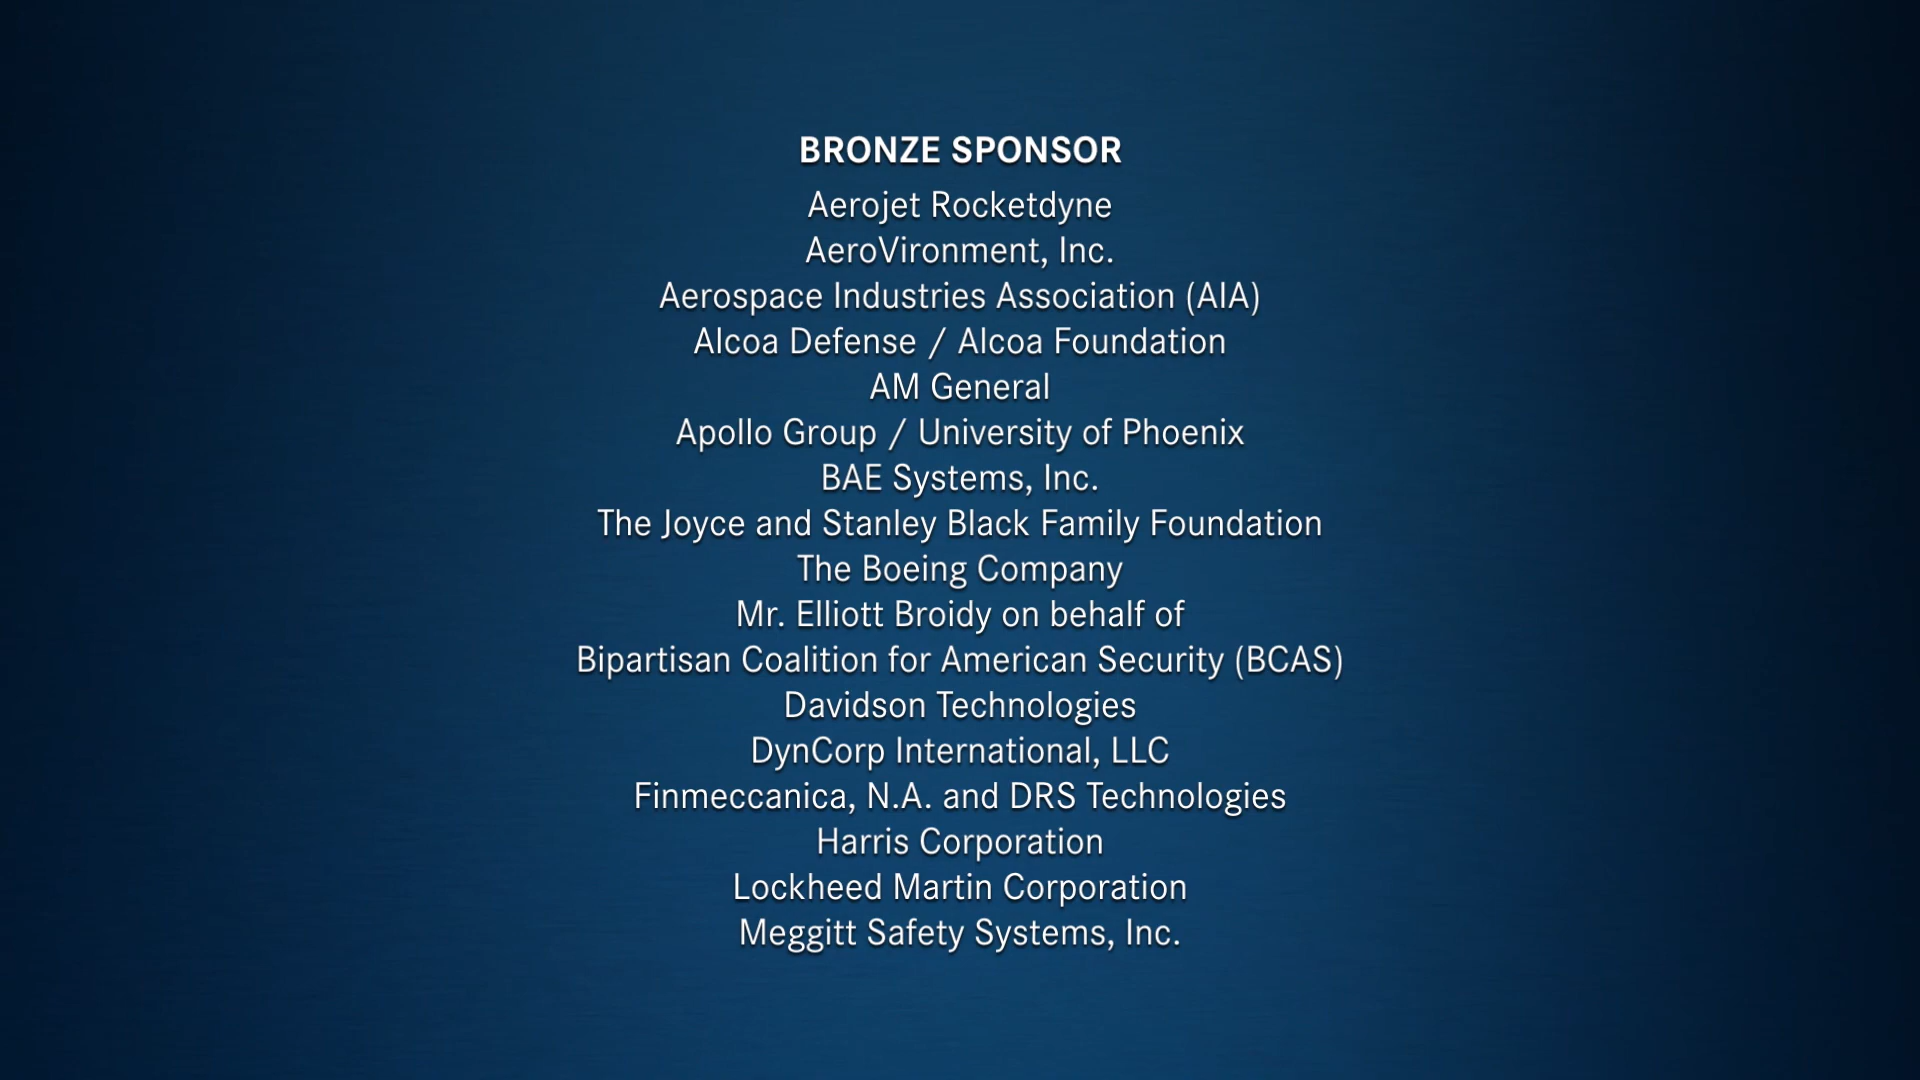 BRONZE SPONSOR
Aerojet Rocketdyne
AeroVironment, Inc.
Aerospace Industries Association (AIA)
Alcoa Defense / Alcoa Foundation
AM General
Apollo Group / University of Phoenix
BAE Systems, Inc.
The Joyce and Stanley Black Family Foundation
The Boeing Company
Mr. Elliott Broidy on behalf of
Bipartisan Coalition for American Security (BCAS)
Davidson Technologies
DynCorp International, LLC
Finmeccanica, N.A. and DRS Technologies
Harris Corporation
Lockheed Martin Corporation
Meggitt Safety Systems, Inc.